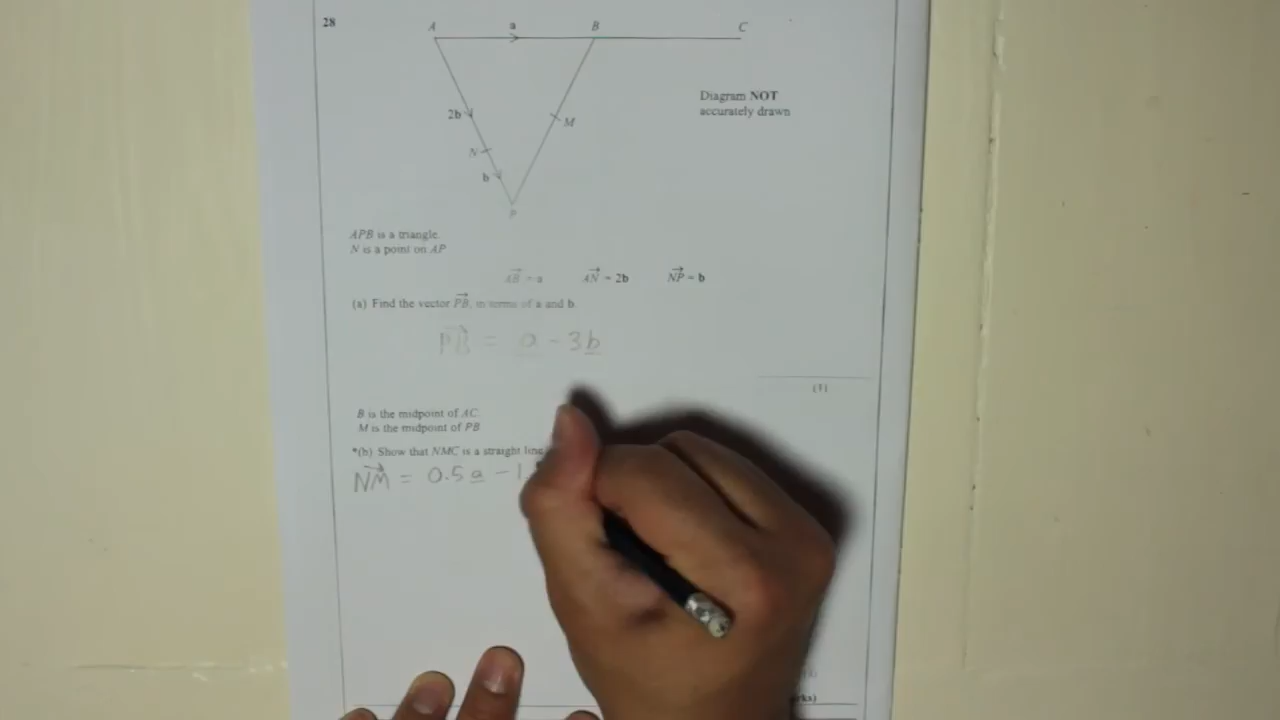 28
A a B C
Diagram NOT
accurately drawn
2b
M
N
b
P
APB is a triangle.
N is a point on AP
AB = a AN = 2b NP = b
(a) Find the vector PB, in terms of a and b.
PB = a - 3b
(1)
B is the midpoint of AC.
M is the midpoint of PB
*(b) Show that NMC is a straight line
NM = 0.5a - 1.